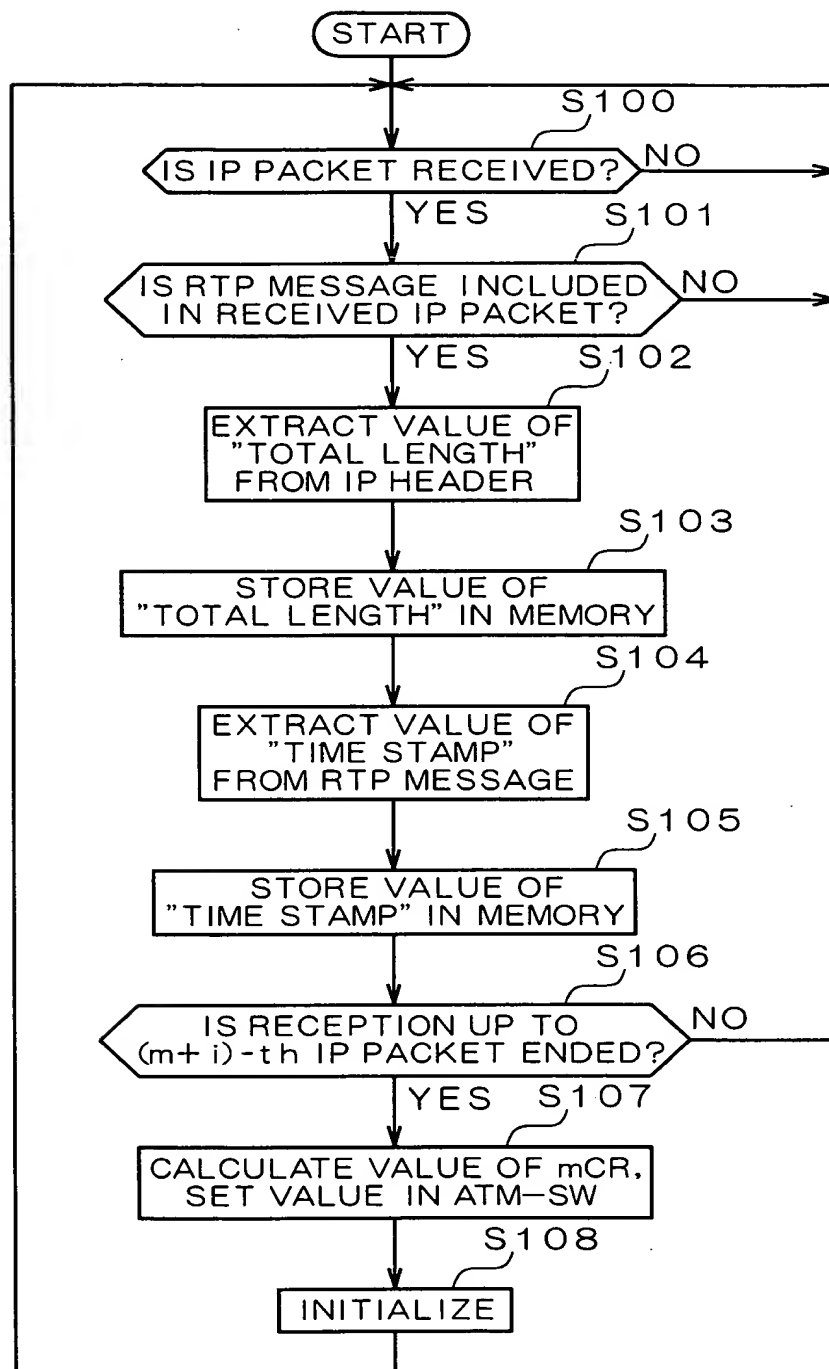 START
S100
IS IP PACKET RECEIVED?
NO
YES
S101
IS RTP MESSAGE INCLUDED
IN RECEIVED IP PACKET?
NO
YES
S102
EXTRACT VALUE OF
"TOTAL LENGTH"
FROM IP HEADER
S103
STORE VALUE OF
"TOTAL LENGTH" IN MEMORY
S104
EXTRACT VALUE OF
"TIME STAMP"
FROM RTP MESSAGE
S105
STORE VALUE OF
"TIME STAMP" IN MEMORY
S106
IS RECEPTION UP TO
(m+i)-th IP PACKET ENDED?
NO
YES
S107
CALCULATE VALUE OF mCR,
SET VALUE IN ATM-SW
S108
INITIALIZE